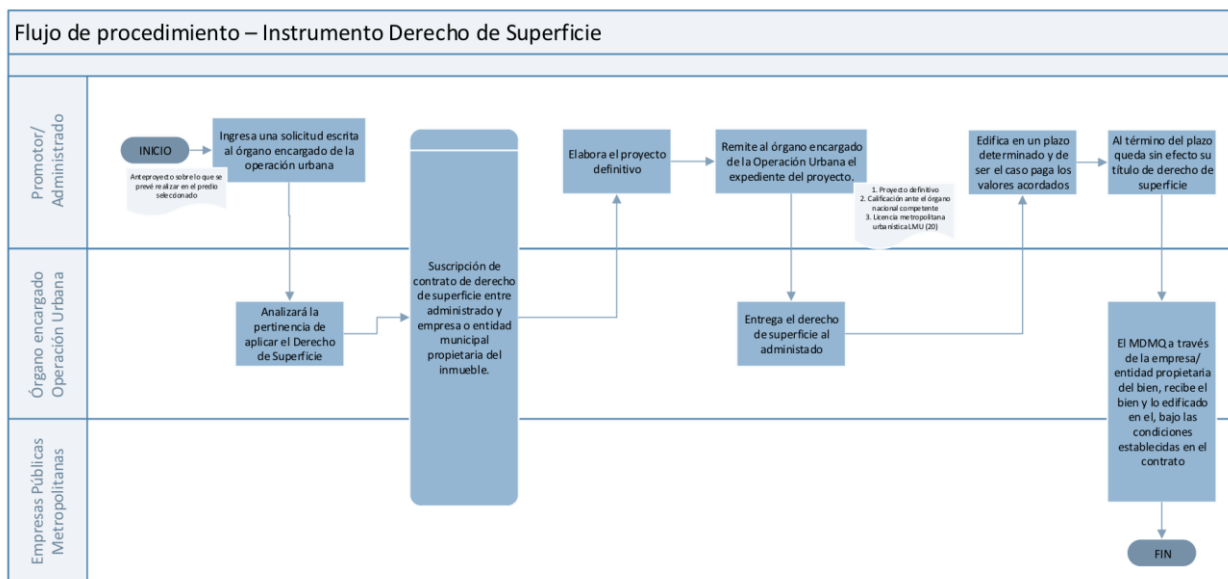 Flujo de procedimiento – Instrumento Derecho de Superficie
Promotor/
Administrado
INICIO
Anteproyecto sobre lo que se
prevé realizar en el predio
seleccionado
Ingresa una solicitud escrita
al órgano encargado de la
operación urbana
Elabora el proyecto
definitivo
Remite al órgano encargado
de la Operación Urbana el
expediente del proyecto.
1. Proyecto definitivo
2. Calificación ante el órgano
nacional competente
3. Licencia metropolitana
urbanística LMU (20)
Edifica en un plazo
determinado y de
ser el caso paga los
valores acordados
Al término del plazo
queda sin efecto su
título de derecho de
superficie
Órgano encargado
Operación Urbana
Analizará la
pertinencia de
aplicar el Derecho
de Superficie
Suscripción de
contrato de derecho
de superficie entre
administrado y
empresa o entidad
municipal
propietaria del
inmueble.
Entrega el derecho
de superficie al
administado
El MDMQ a través
de la empresa/
entidad propietaria
del bien, recibe el
bien y lo edificado
en el, bajo las
condiciones
establecidas en el
contrato
Empresas Públicas
Metropolitanas
FIN